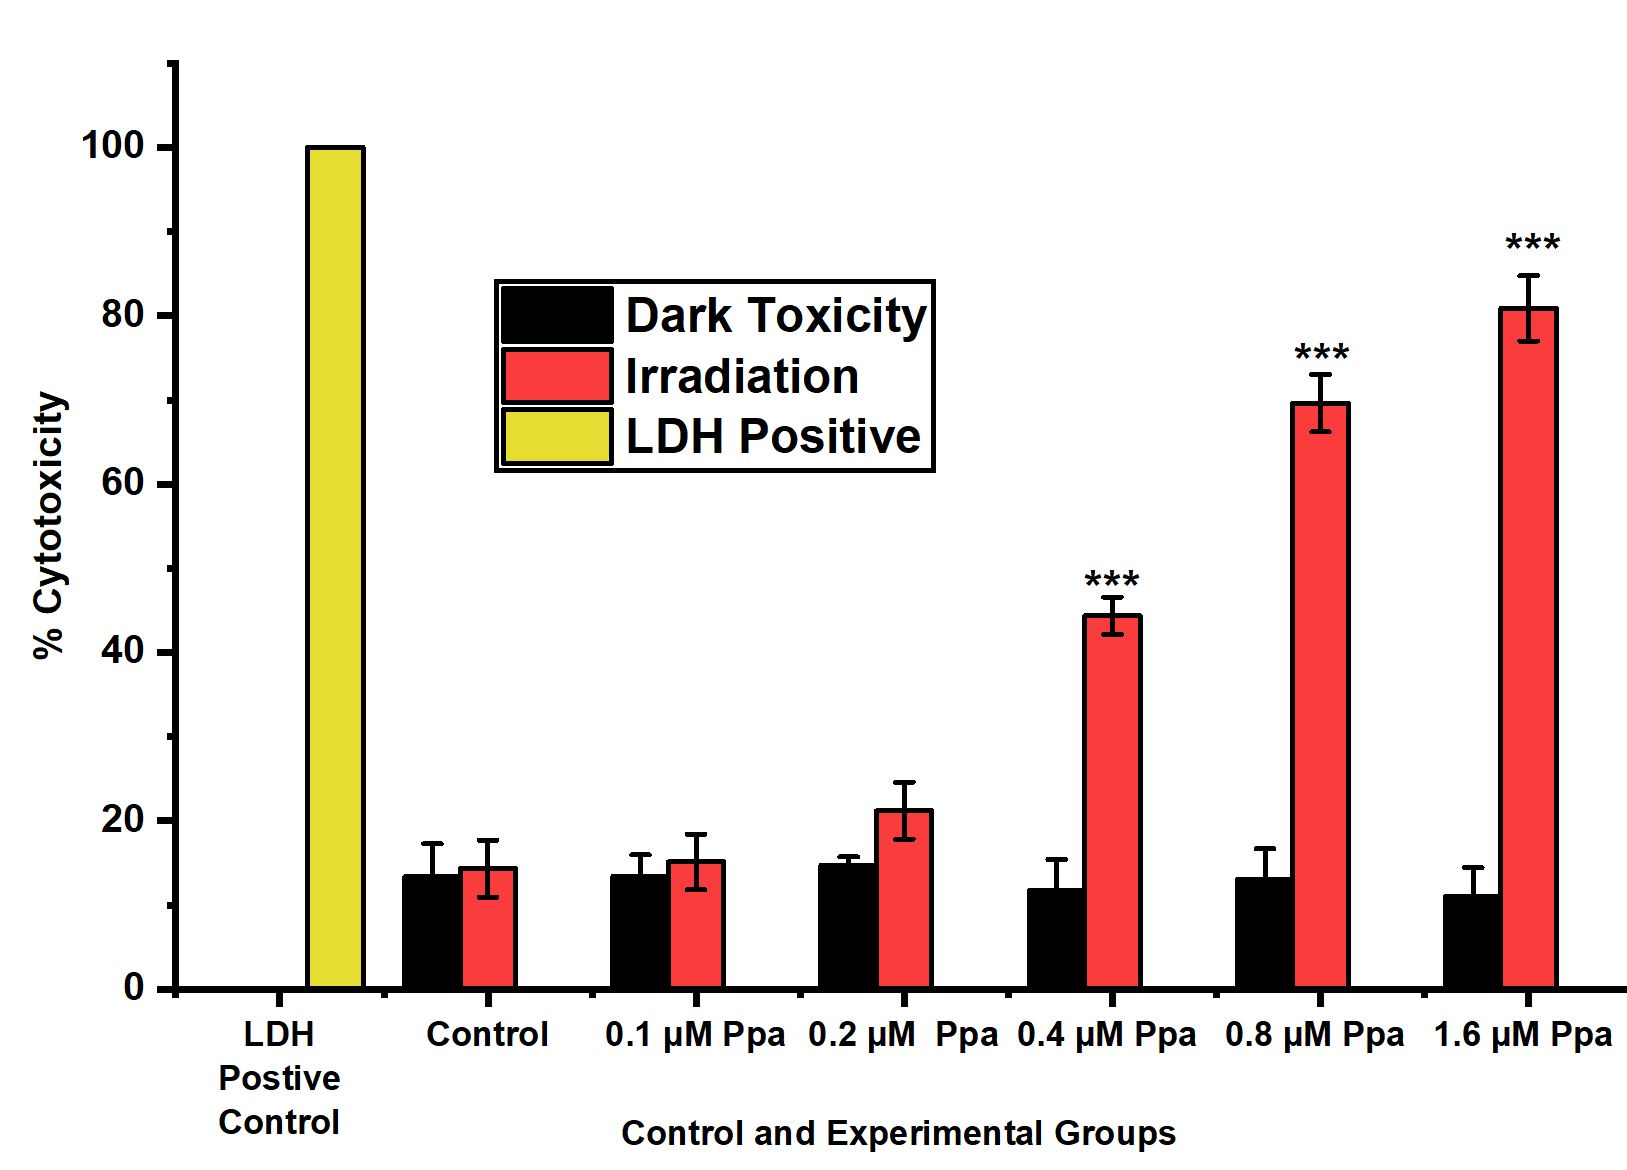 % Cytotoxicity
100
80
60
40
20
0
Dark Toxicity
Irradiation
LDH Positive
***
***
***
LDH
Postive
Control
Control
0.1 µM Ppa
0.2 µM  Ppa
0.4 µM Ppa
0.8 µM Ppa
1.6 µM Ppa
Control and Experimental Groups